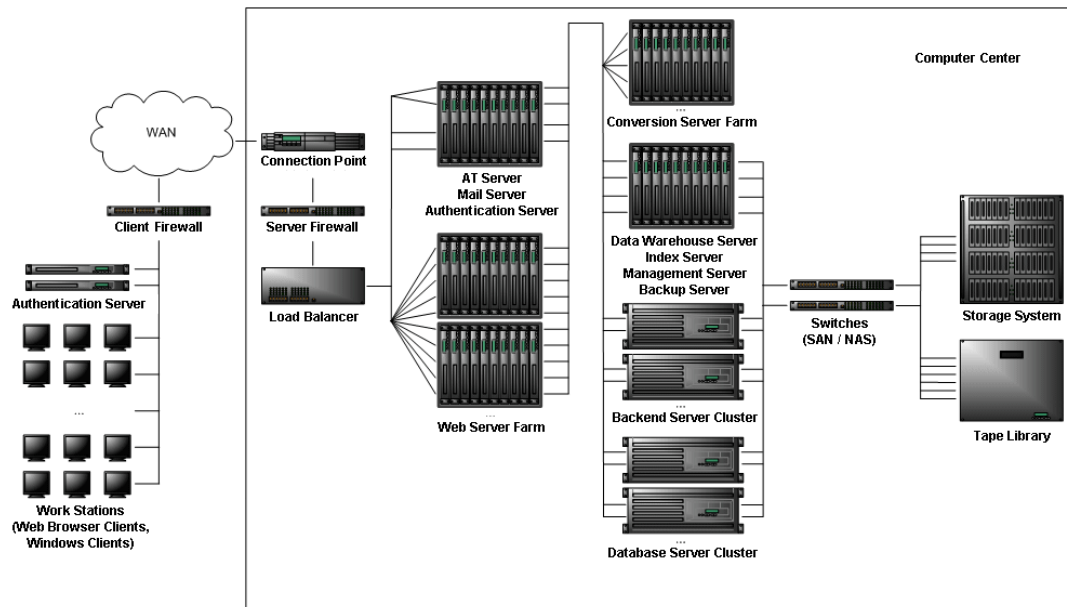 Computer Center
WAN
Connection Point
Client Firewall
Server Firewall
Authentication Server
Load Balancer
...
Work Stations
(Web Browser Clients,
Windows Clients)
AT Server
Mail Server
Authentication Server
...
Web Server Farm
...
Conversion Server Farm
Data Warehouse Server
Index Server
Management Server
Backup Server
...
Backend Server Cluster
...
Database Server Cluster
Switches
(SAN / NAS)
Storage System
Tape Library